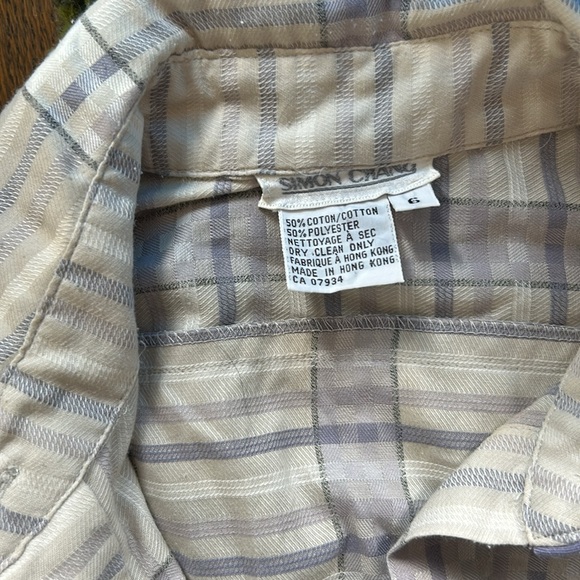 SIMON CHANG
6
50% COTON/COTTON
50% POLYESTER
NETTOYAGE À SEC
DRY CLEAN ONLY
FABRIQUÉ À HONG KONG
MADE IN HONG KONG
CA 07934